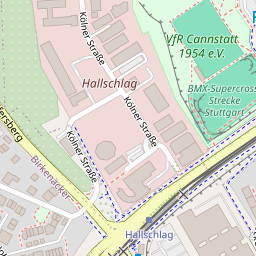 Kölner Straße
VfR Cannstatt
1954 e.V.
Hallschlag
BMX-Supercross
Strecke
Stuttgart
Kölner Straße
Kölner Straße
Birkenäcker
Hallschlag